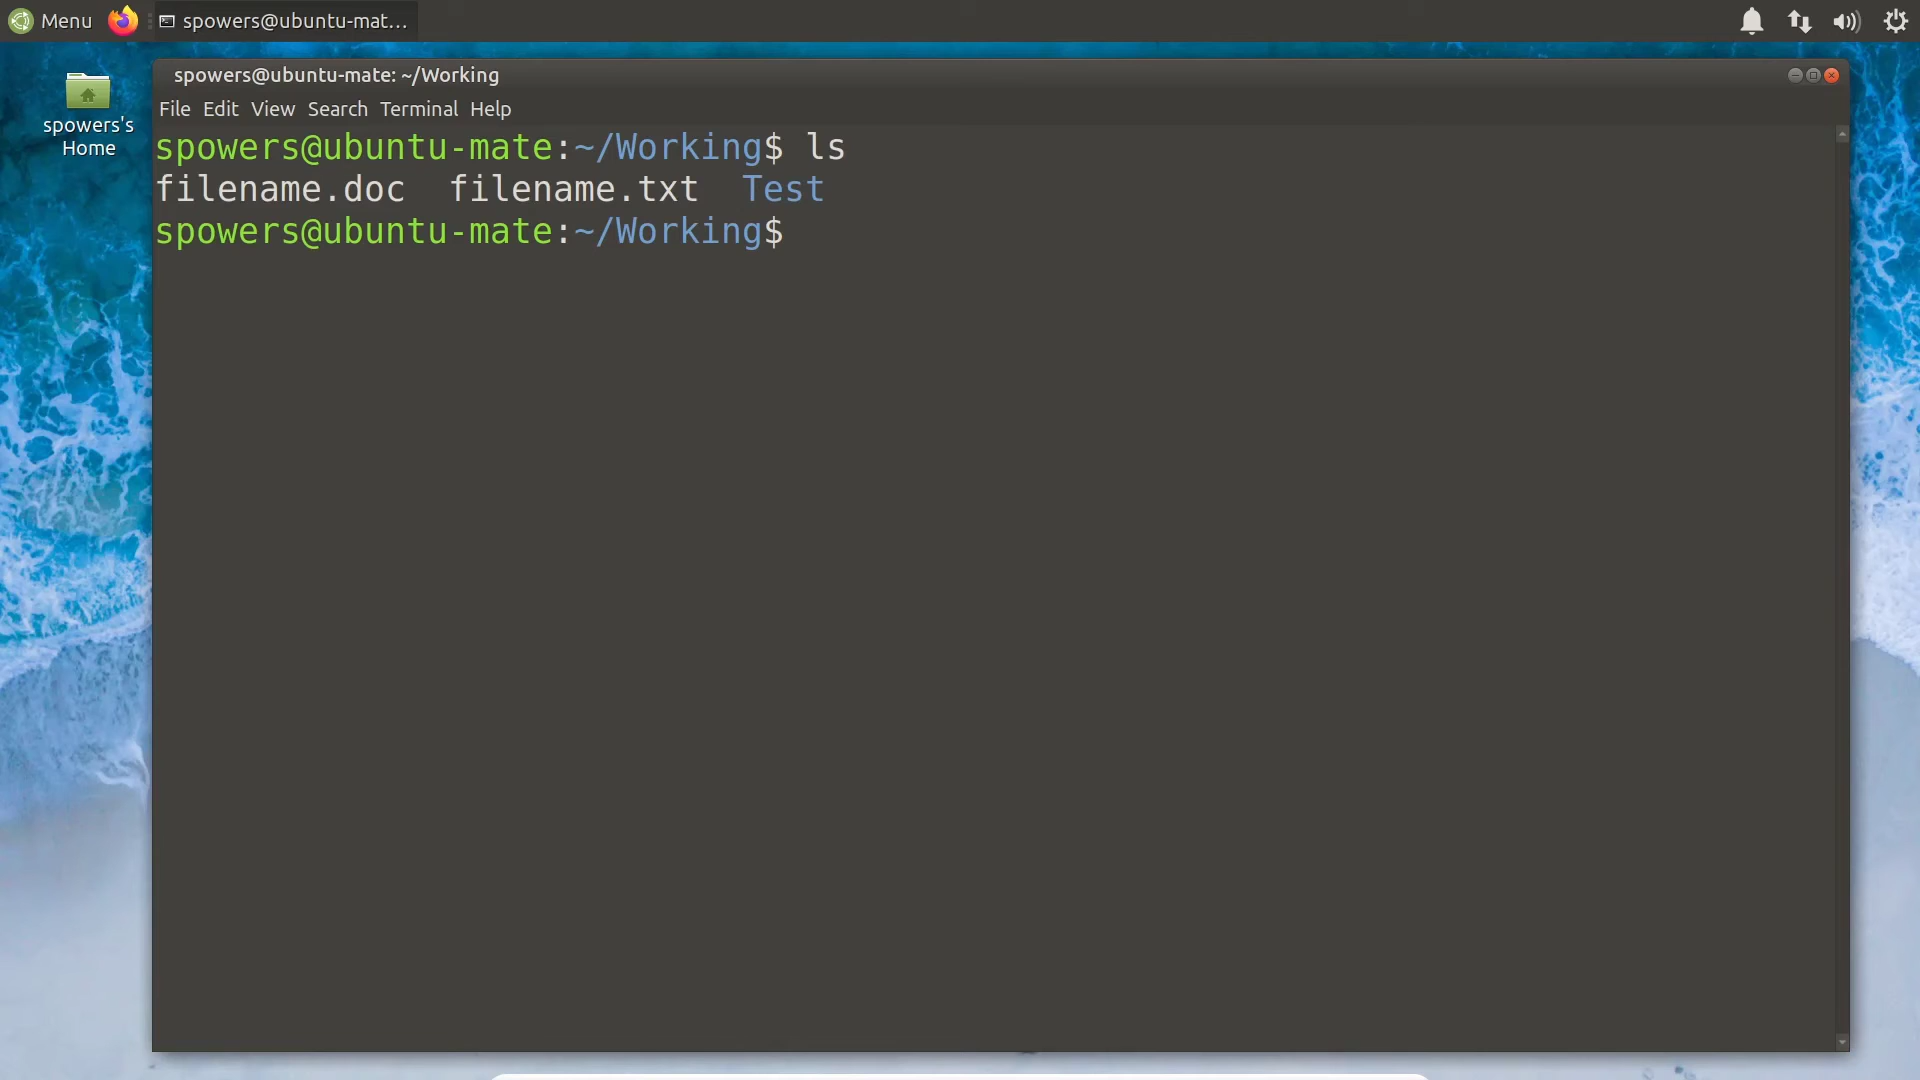 Menu
spowers@ubuntu-mat...
spowers's
Home
spowers@ubuntu-mate: ~/Working
File Edit View Search Terminal Help
spowers@ubuntu-mate:~/Working$ ls
filename.doc  filename.txt  Test
spowers@ubuntu-mate:~/Working$